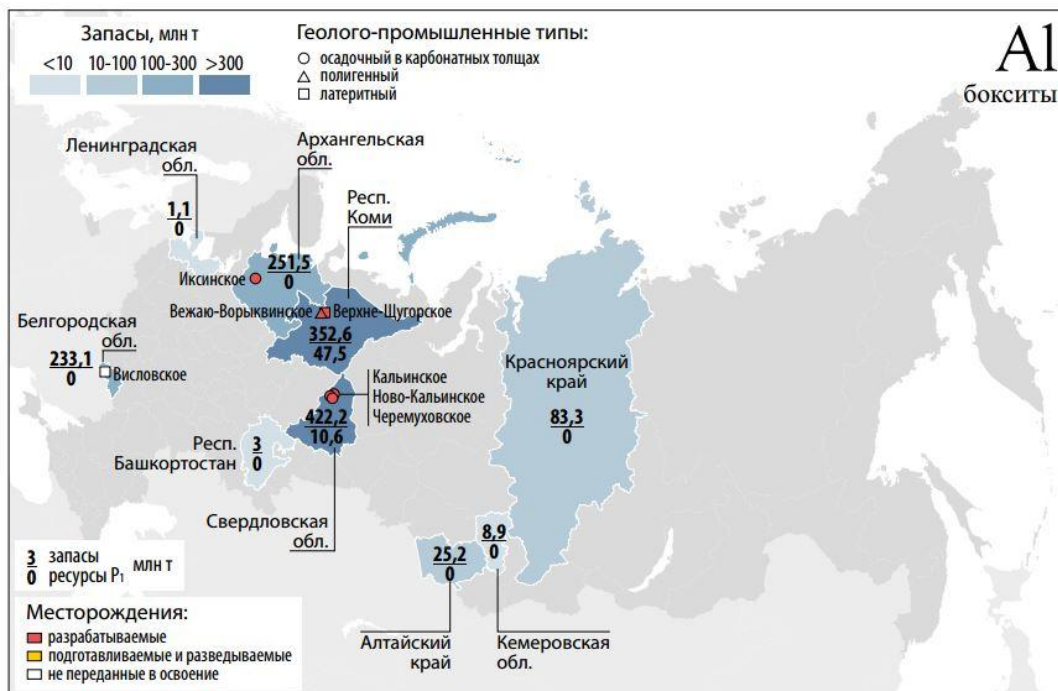 Запасы, млн т
<10 10-100 100-300 >300
Геолого-промышленные типы:
осадочный в карбонатных толщах
полигенный
латеритный
Al
бокситы
Ленинградская
обл.
1,1
0
Архангельская
обл.
251,5
0
Иксинское
Респ.
Коми
Вежаю-Ворыквинское
Верхне-Щугорское
352,6
47,5
Белгородская
обл.
233,1
0
Висловское
Кальинское
Ново-Кальинское
Черемуховское
422,2
10,6
Красноярский
край
83,3
0
Респ.
Башкортостан
3
0
Свердловская
обл.
8,9
0
25,2
0
Алтайский
край
Кемеровская
обл.
3 запасы
0 ресурсы P₁
млн т
Месторождения:
разрабатываемые
подготавливаемые и разведываемые
не переданные в освоение